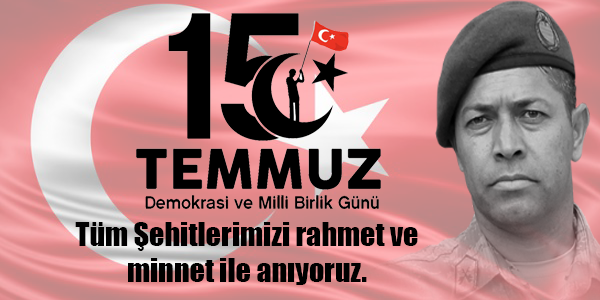 15
TEMMUZ
Demokrasi ve Milli Birlik Günü
Tüm Şehitlerimizi rahmet ve
minnet ile anıyoruz.